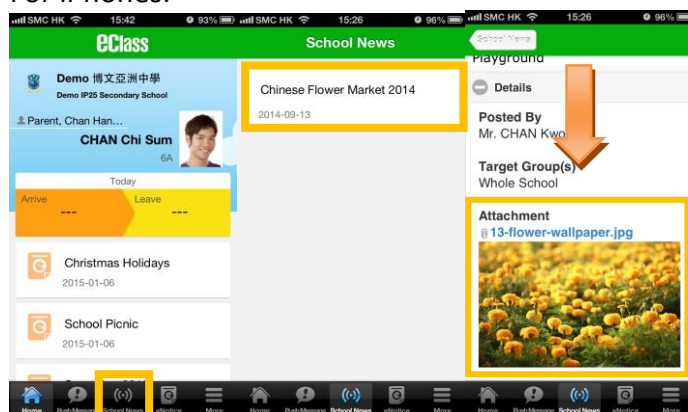 For iPhones:
SMC HK 15:42 93%
eClass
Demo 博文亞洲中學
Demo IP25 Secondary School
Parent, Chan Han...
CHAN Chi Sum
6A
Today
Arrive Leave
--- ---
Christmas Holidays
2015-01-06
School Picnic
2015-01-06
Home Push Message School News eNotice More
SMC HK 15:26 96%
School News
Chinese Flower Market 2014
2014-09-13
Home Push Message School News eNotice More
SMC HK 15:26 96%
School News
Playground
Details
Posted By
Mr. CHAN Kwo
Target Group(s)
Whole School
Attachment
13-flower-wallpaper.jpg
Home Push Message School News eNotice More